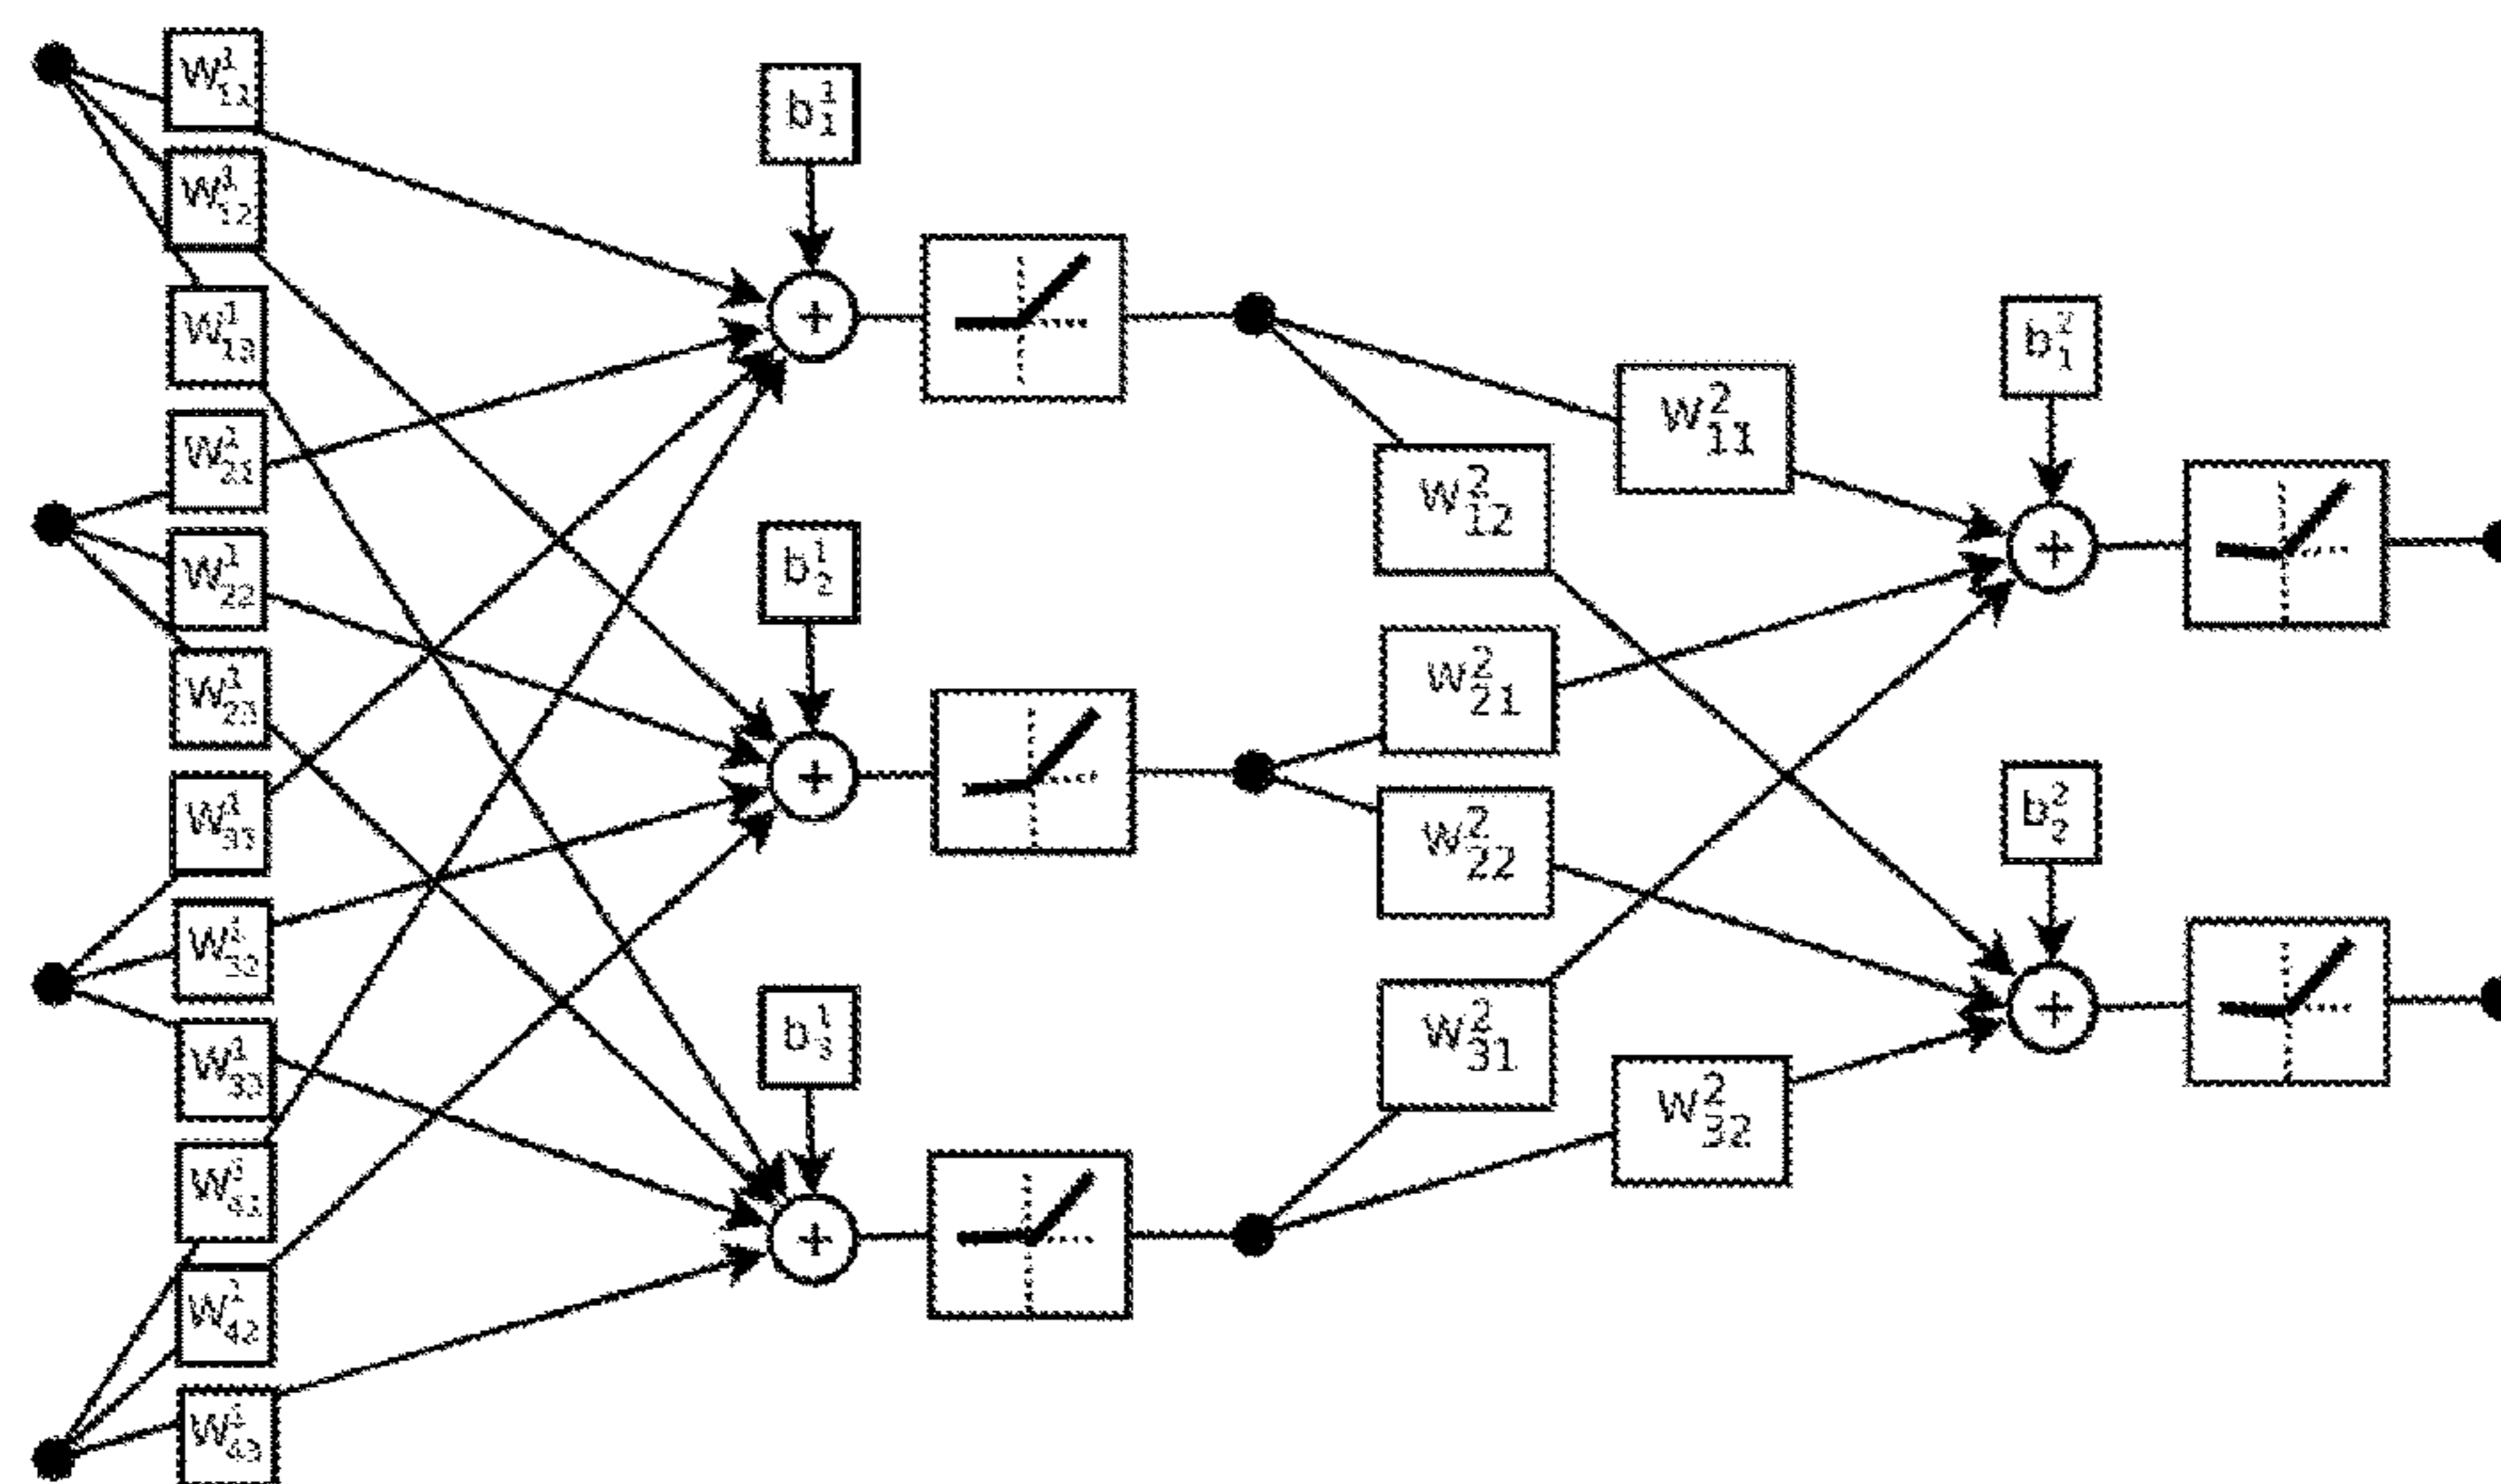 W¹₁₁
W¹₁₂
W¹₁₃
W¹₂₁
W¹₂₂
W¹₂₃
W¹₃₁
W¹₃₂
W¹₃₃
W¹₄₁
W¹₄₂
W¹₄₃
b¹₁
+
b¹₂
+
b¹₃
+
W²₁₁
W²₁₂
W²₂₁
W²₂₂
W²₃₁
W²₃₂
b²₁
+
b²₂
+